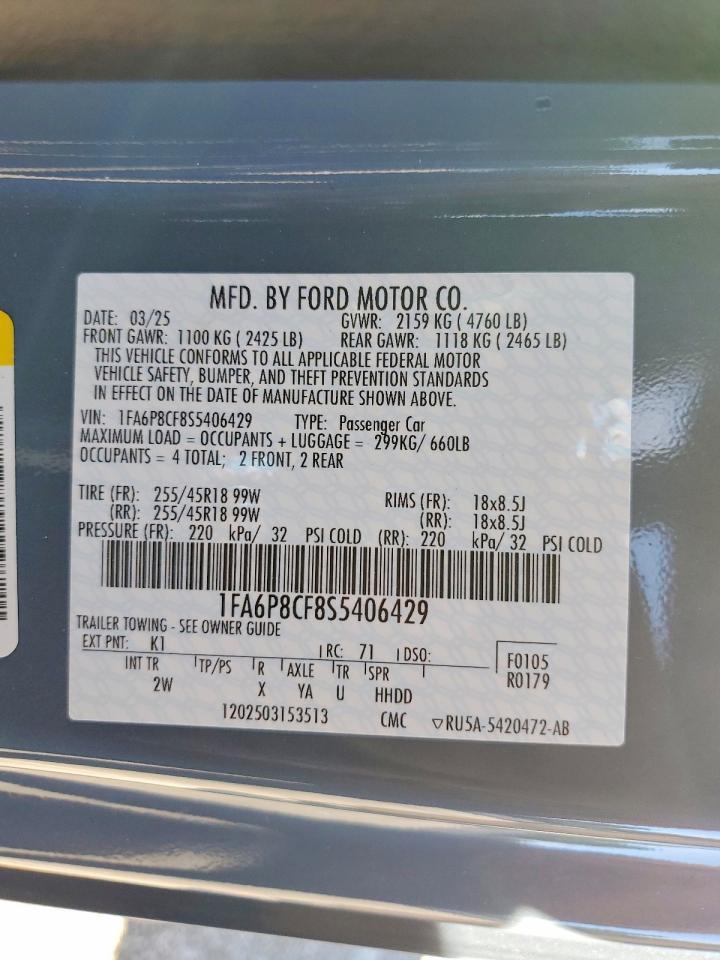 MFD. BY FORD MOTOR CO.
DATE: 03/25 GVWR: 2159 KG ( 4760 LB)
FRONT GAWR: 1100 KG ( 2425 LB) REAR GAWR: 1118 KG ( 2465 LB)
THIS VEHICLE CONFORMS TO ALL APPLICABLE FEDERAL MOTOR
VEHICLE SAFETY, BUMPER, AND THEFT PREVENTION STANDARDS
IN EFFECT ON THE DATE OF MANUFACTURE SHOWN ABOVE.
VIN: 1FA6P8CF8S5406429 TYPE: Passenger Car
MAXIMUM LOAD = OCCUPANTS + LUGGAGE = 299KG/ 660LB
OCCUPANTS = 4 TOTAL; 2 FRONT, 2 REAR
TIRE (FR): 255/45R18 99W RIMS (FR): 18x8.5J
(RR): 255/45R18 99W (RR): 18x8.5J
PRESSURE (FR): 220 kPa/ 32 PSI COLD (RR): 220 kPa/ 32 PSI COLD
1FA6P8CF8S5406429
TRAILER TOWING - SEE OWNER GUIDE
EXT PNT: K1 RC: 71 DSO: F0105
INT TR TP/PS R AXLE TR SPR R0179
2W X YA U HHDD
1202503153513 CMC ▽RU5A-5420472-AB